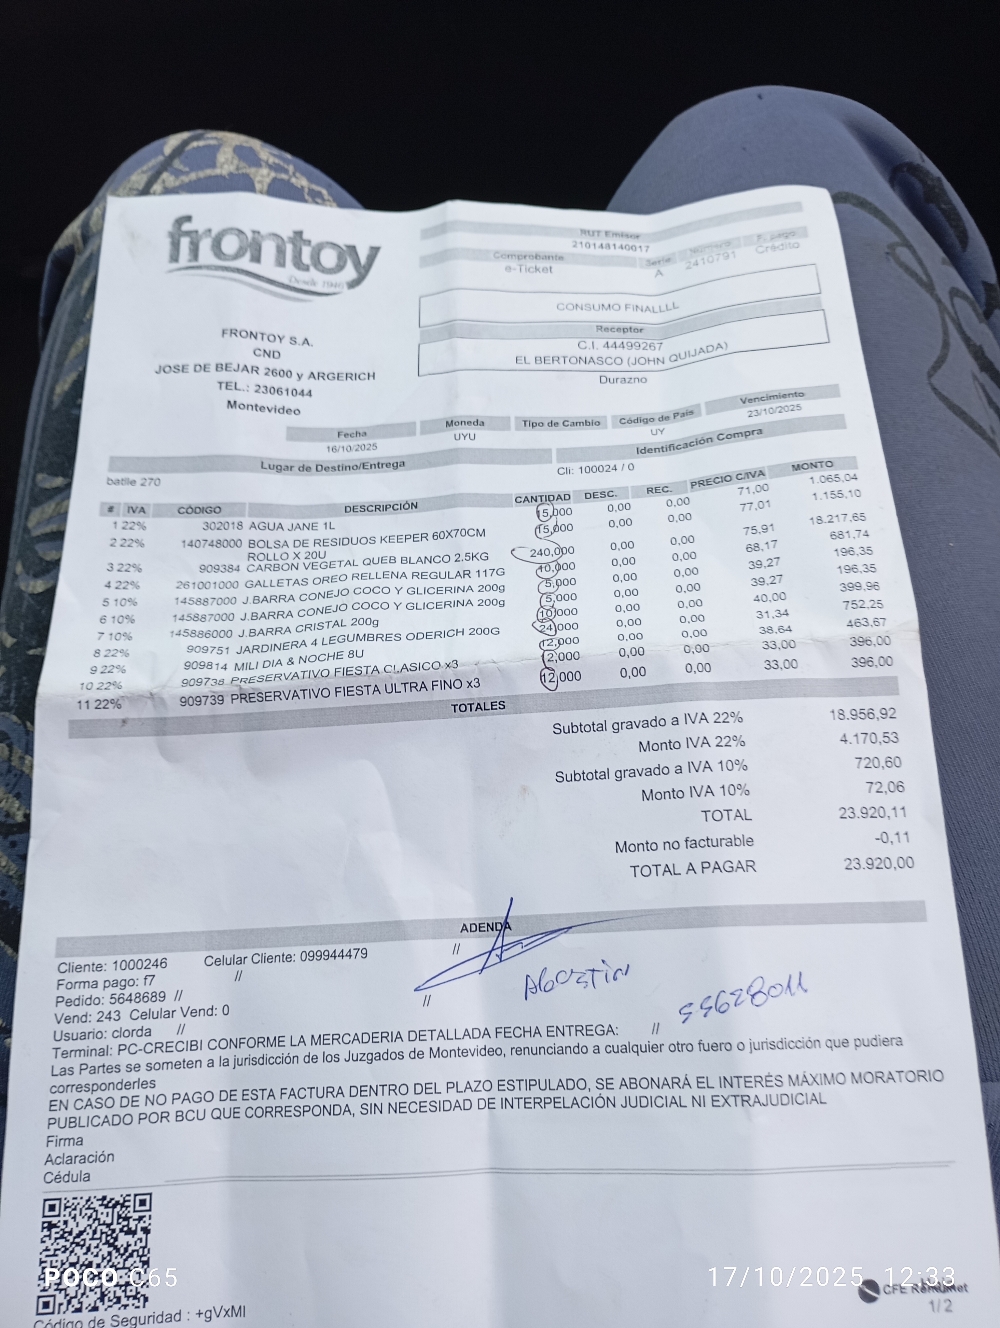 frontoy
Desde 1940
FRONTOY S.A.
CND
JOSE DE BEJAR 2600 y ARGERICH
TEL.: 23061044
Montevideo
RUT Emisor
210148140017
Comprobante Serie Número F. pago
e-Ticket A 2410791 Crédito
CONSUMO FINALLLL
Receptor
C.I. 44499267
EL BERTONASCO (JOHN QUIJADA)
Durazno
Fecha Moneda Tipo de Cambio Código de País Vencimiento
16/10/2025 UYU UY 23/10/2025
Lugar de Destino/Entrega Identificación Compra
batlle 270 Cli: 100024 / 0
# IVA CÓDIGO DESCRIPCIÓN CANTIDAD DESC. REC. PRECIO C/IVA MONTO
1 22% 302018 AGUA JANE 1L 15,000 0,00 0,00 71,00 1.065,04
2 22% 140748000 BOLSA DE RESIDUOS KEEPER 60X70CM 15,000 0,00 0,00 77,01 1.155,10
ROLLO X 20U
3 22% 909384 CARBON VEGETAL QUEB BLANCO 2.5KG 240,000 0,00 0,00 75,91 18.217,65
4 22% 261001000 GALLETAS OREO RELLENA REGULAR 117G 10,000 0,00 0,00 68,17 681,74
5 10% 145887000 J.BARRA CONEJO COCO Y GLICERINA 200g 5,000 0,00 0,00 39,27 196,35
6 10% 145887000 J.BARRA CONEJO COCO Y GLICERINA 200g 5,000 0,00 0,00 39,27 196,35
7 10% 145886000 J.BARRA CRISTAL 200g 10,000 0,00 0,00 40,00 399,96
8 22% 909751 JARDINERA 4 LEGUMBRES ODERICH 200G 24,000 0,00 0,00 31,34 752,25
9 22% 909814 MILI DIA & NOCHE 8U 12,000 0,00 0,00 38,64 463,67
10 22% 909738 PRESERVATIVO FIESTA CLASICO x3 12,000 0,00 0,00 33,00 396,00
11 22% 909739 PRESERVATIVO FIESTA ULTRA FINO x3 12,000 0,00 0,00 33,00 396,00
TOTALES
Subtotal gravado a IVA 22% 18.956,92
Monto IVA 22% 4.170,53
Subtotal gravado a IVA 10% 720,60
Monto IVA 10% 72,06
TOTAL 23.920,11
Monto no facturable -0,11
TOTAL A PAGAR 23.920,00
ADENDA
Cliente: 1000246 Celular Cliente: 099944479 //
Forma pago: f7 //
Pedido: 5648689 // //
Vend: 243 Celular Vend: 0
Usuario: clorda //
Agostin
55628011
Terminal: PC-CRECIBI CONFORME LA MERCADERIA DETALLADA FECHA ENTREGA: //
Las Partes se someten a la jurisdicción de los Juzgados de Montevideo, renunciando a cualquier otro fuero o jurisdicción que pudiera
corresponderles
EN CASO DE NO PAGO DE ESTA FACTURA DENTRO DEL PLAZO ESTIPULADO, SE ABONARÁ EL INTERÉS MÁXIMO MORATORIO
PUBLICADO POR BCU QUE CORRESPONDA, SIN NECESIDAD DE INTERPELACIÓN JUDICIAL NI EXTRAJUDICIAL
Firma
Aclaración
Cédula
POCO C65
17/10/2025 12:33
CFE
1/2
Código de Seguridad : +gVxMI